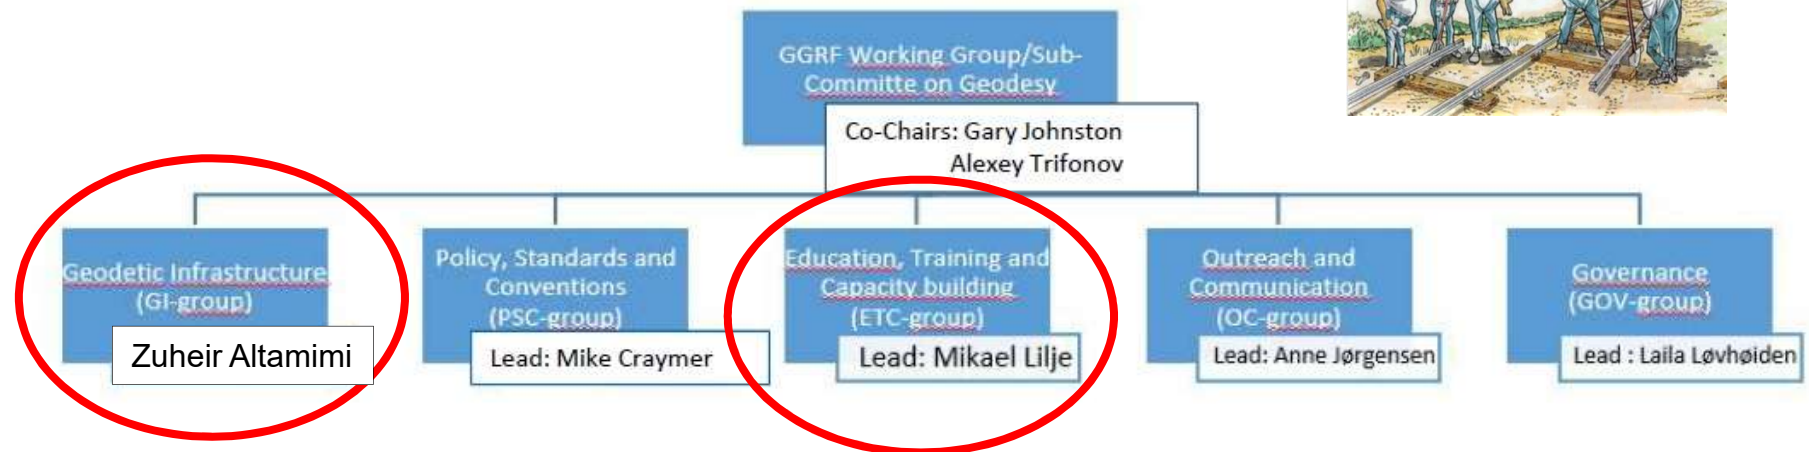 GGRF Working Group/Sub-
Committe on Geodesy
Co-Chairs: Gary Johnston
Alexey Trifonov
Geodetic Infrastructure
(GI-group)
Zuheir Altamimi
Policy, Standards and
Conventions
(PSC-group)
Lead: Mike Craymer
Education, Training and
Capacity building
(ETC-group)
Lead: Mikael Lilje
Outreach and
Communication
(OC-group)
Lead: Anne Jørgensen
Governance
(GOV-group)
Lead : Laila Løvhøiden